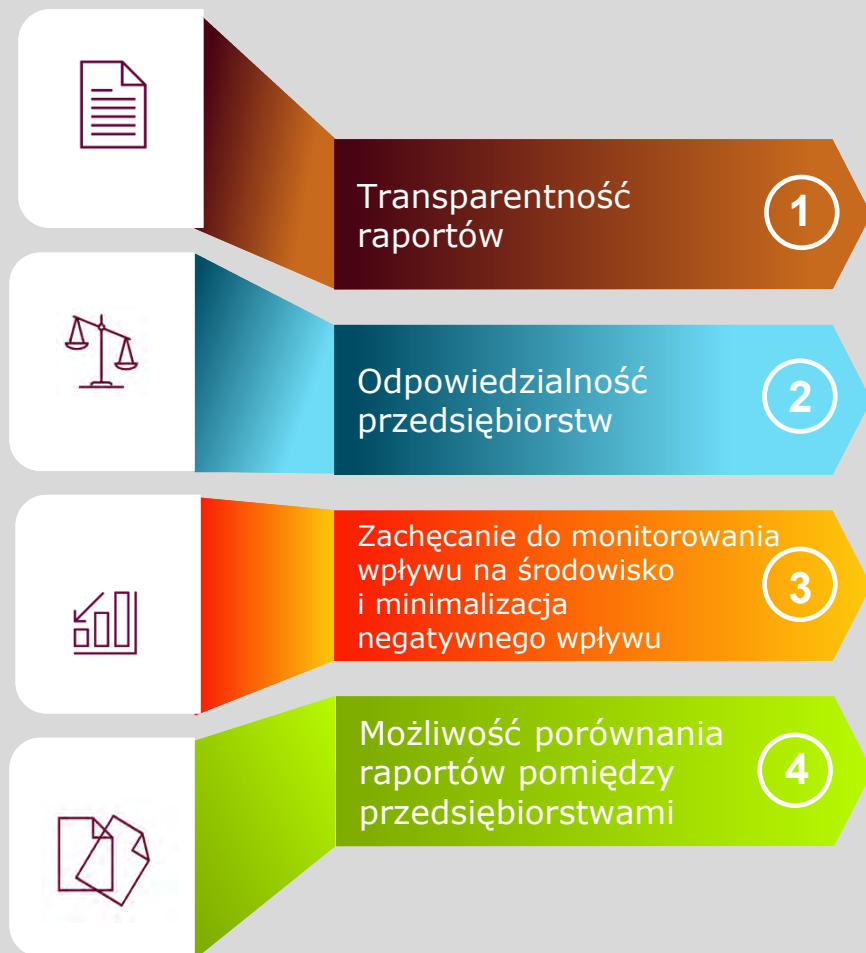 Transparentność
raportów
1
Odpowiedzialność
przedsiębiorstw
2
Zachęcanie do monitorowania
wpływu na środowisko
i minimalizacja
negatywnego wpływu
3
Możliwość porównania
raportów pomiędzy
przedsiębiorstwami
4